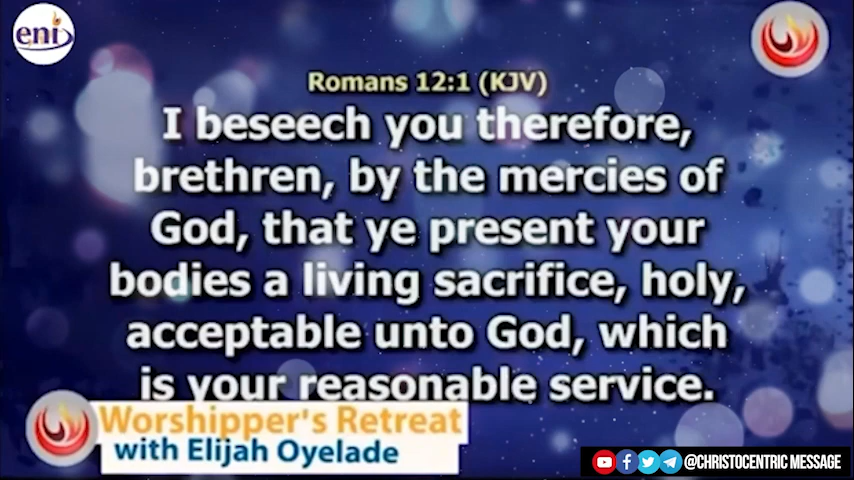 eni
Romans 12:1 (KJV)
I beseech you therefore,
brethren, by the mercies of
God, that ye present your
bodies a living sacrifice, holy,
acceptable unto God, which
is your reasonable service.
Worshipper's Retreat
with Elijah Oyelade
@CHRISTOCENTRIC MESSAGE